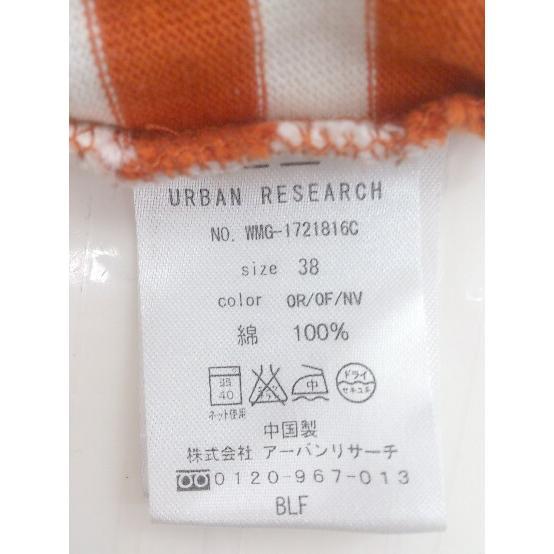 URBAN RESEARCH
NO. WMG-1721816C
size 38
color OR/OF/NV
綿 100%
40
中
ドライ
セキユ系
ネット使用
中国製
株式会社 アーバンリサーチ
0120-967-013
BLF